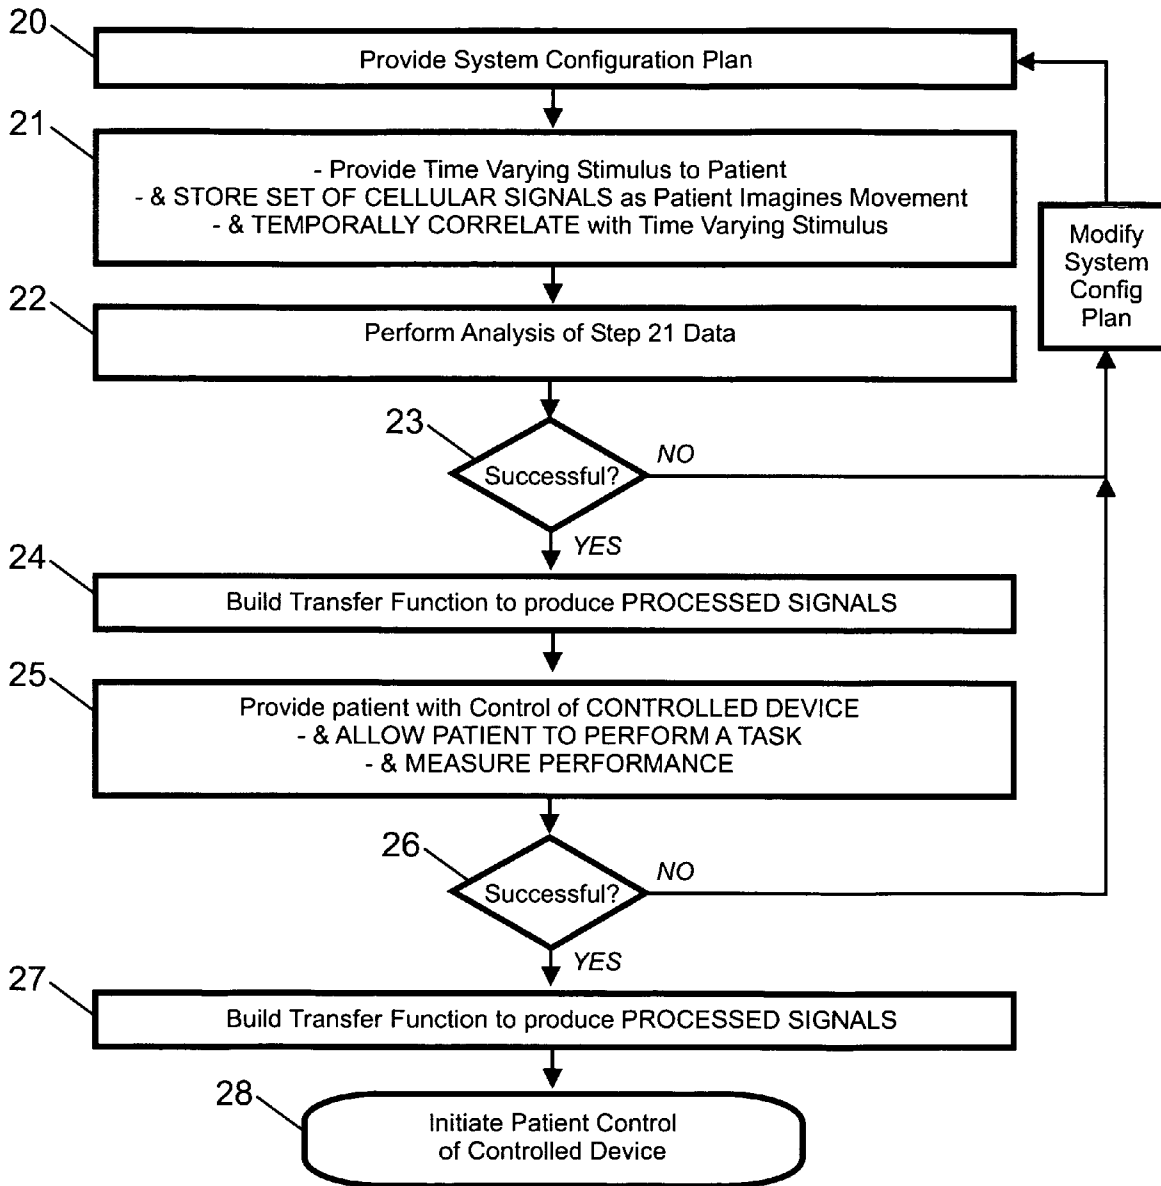 20
Provide System Configuration Plan
21
- Provide Time Varying Stimulus to Patient
- & STORE SET OF CELLULAR SIGNALS as Patient Imagines Movement
- & TEMPORALLY CORRELATE with Time Varying Stimulus
Modify
System
Config
Plan
22
Perform Analysis of Step 21 Data
23
Successful?
NO
YES
24
Build Transfer Function to produce PROCESSED SIGNALS
25
Provide patient with Control of CONTROLLED DEVICE
- & ALLOW PATIENT TO PERFORM A TASK
- & MEASURE PERFORMANCE
26
Successful?
NO
YES
27
Build Transfer Function to produce PROCESSED SIGNALS
28
Initiate Patient Control
of Controlled Device